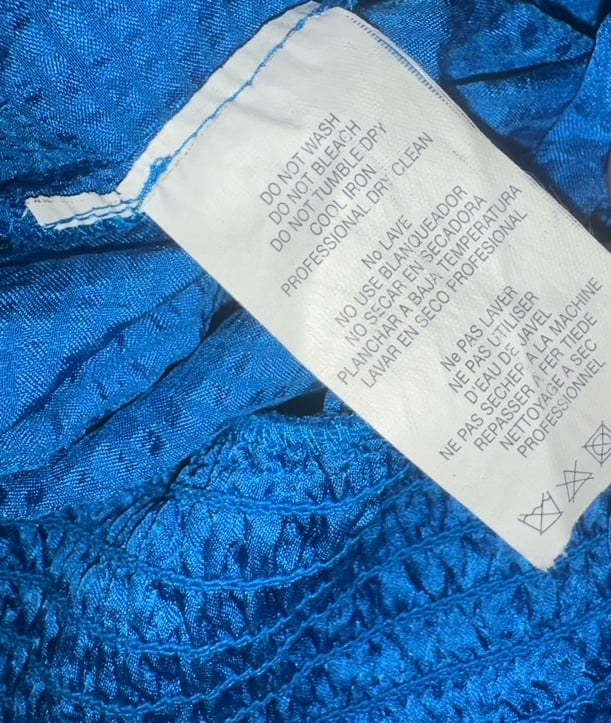 DO NOT WASH
DO NOT BLEACH
DO NOT TUMBLE DRY
COOL IRON
PROFESSIONAL DRY CLEAN
No LAVE
NO USE BLANQUEADOR
NO SECAR EN SECADORA
PLANCHAR A BAJA TEMPERATURA
LAVAR EN SECO PROFESIONAL
Ne PAS LAVER
NE PAS UTILISER
D'EAU DE JAVEL
NE PAS SECHER A LA MACHINE
REPASSER A FER TIEDE
NETTOYAGE A SEC
PROFESSIONNEL